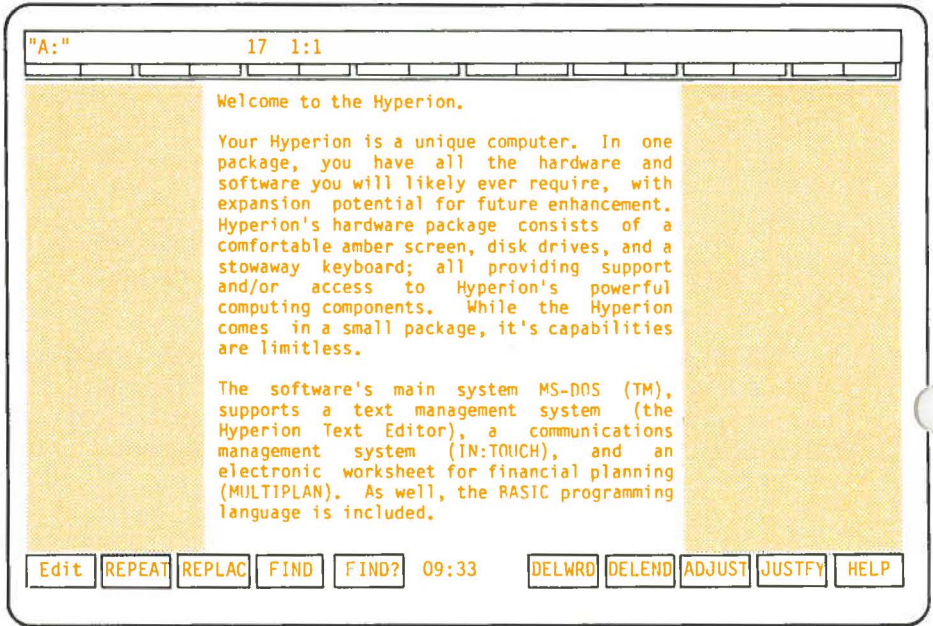 "A:" 17 1:1
Welcome to the Hyperion.
Your Hyperion is a unique computer. In one
package, you have all the hardware and
software you will likely ever require, with
expansion potential for future enhancement.
Hyperion's hardware package consists of a
comfortable amber screen, disk drives, and a
stowaway keyboard; all providing support
and/or access to Hyperion's powerful
computing components. While the Hyperion
comes in a small package, it's capabilities
are limitless.
The software's main system MS-DOS (TM),
supports a text management system (the
Hyperion Text Editor), a communications
management system (IN:TOUCH), and an
electronic worksheet for financial planning
(MULTIPLAN). As well, the BASIC programming
language is included.
Edit REPEAT REPLAC FIND FIND? 09:33 DELWRD DELEND ADJUST JUSTFY HELP